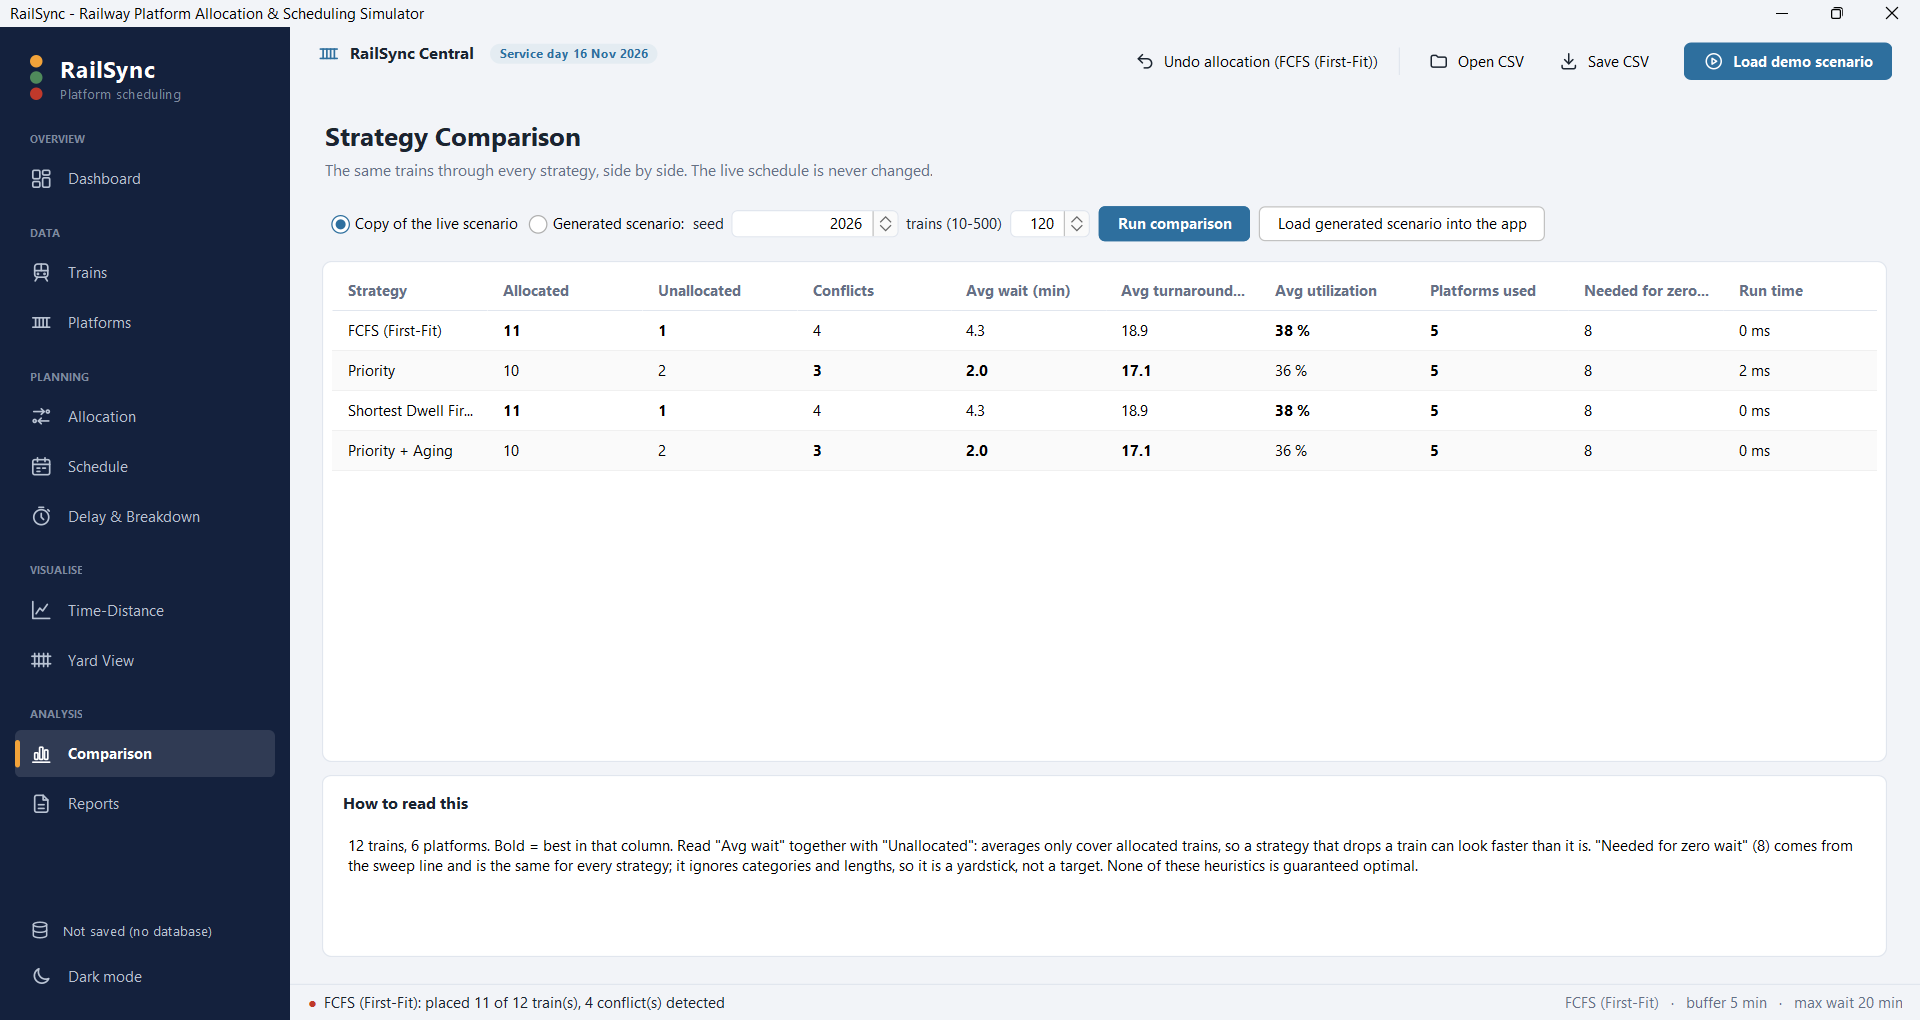 RailSync - Railway Platform Allocation & Scheduling Simulator
RailSync
Platform scheduling
OVERVIEW
Dashboard
DATA
Trains
Platforms
PLANNING
Allocation
Schedule
Delay & Breakdown
VISUALISE
Time-Distance
Yard View
ANALYSIS
Comparison
Reports
Not saved (no database)
Dark mode
RailSync Central Service day 16 Nov 2026
Undo allocation (FCFS (First-Fit)) Open CSV Save CSV Load demo scenario
Strategy Comparison
The same trains through every strategy, side by side. The live schedule is never changed.
Copy of the live scenario Generated scenario: seed 2026 trains (10-500) 120 Run comparison Load generated scenario into the app
Strategy Allocated Unallocated Conflicts Avg wait (min) Avg turnaround... Avg utilization Platforms used Needed for zero... Run time
FCFS (First-Fit) 11 1 4 4.3 18.9 38 % 5 8 0 ms
Priority 10 2 3 2.0 17.1 36 % 5 8 2 ms
Shortest Dwell Fir... 11 1 4 4.3 18.9 38 % 5 8 0 ms
Priority + Aging 10 2 3 2.0 17.1 36 % 5 8 0 ms
How to read this
12 trains, 6 platforms. Bold = best in that column. Read "Avg wait" together with "Unallocated": averages only cover allocated trains, so a strategy that drops a train can look faster than it is. "Needed for zero wait" (8) comes from
the sweep line and is the same for every strategy; it ignores categories and lengths, so it is a yardstick, not a target. None of these heuristics is guaranteed optimal.
FCFS (First-Fit): placed 11 of 12 train(s), 4 conflict(s) detected
FCFS (First-Fit) · buffer 5 min · max wait 20 min